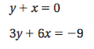 y + x = 0
3y + 6x = −9